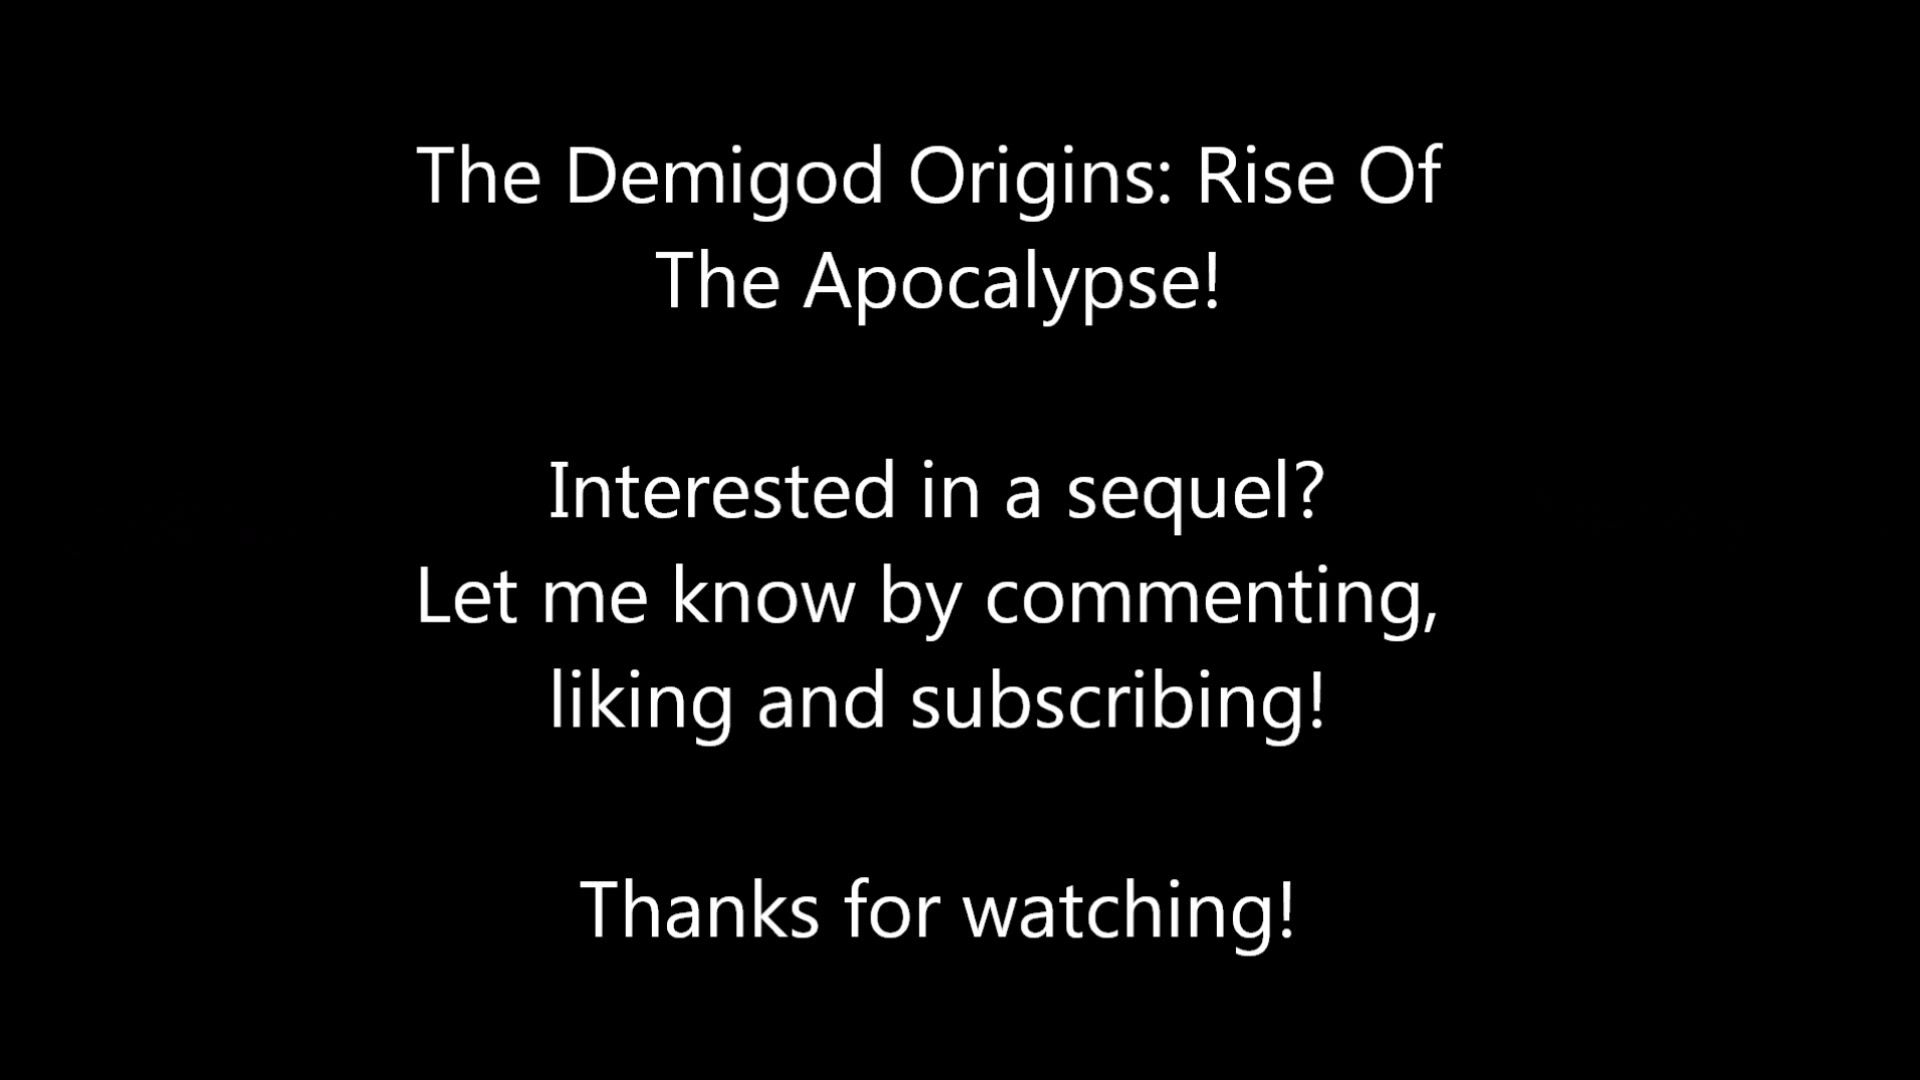 The Demigod Origins: Rise Of
The Apocalypse!
Interested in a sequel?
Let me know by commenting,
liking and subscribing!
Thanks for watching!